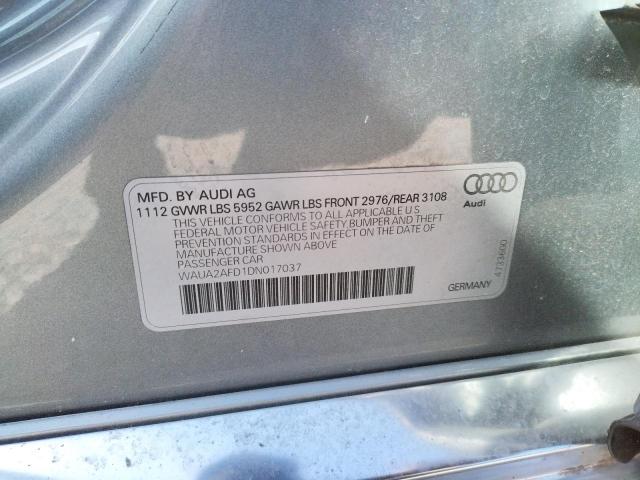 MFD. BY AUDI AG
1112 GVWR LBS 5952 GAWR LBS FRONT 2976/REAR 3108
THIS VEHICLE CONFORMS TO ALL APPLICABLE U.S
FEDERAL MOTOR VEHICLE SAFETY,BUMPER AND THEFT
PREVENTION STANDARDS IN EFFECT ON THE DATE OF
MANUFACTURE SHOWN ABOVE
PASSENGER CAR
WAUA2AFD1DN017037
Audi
4733400
GERMANY